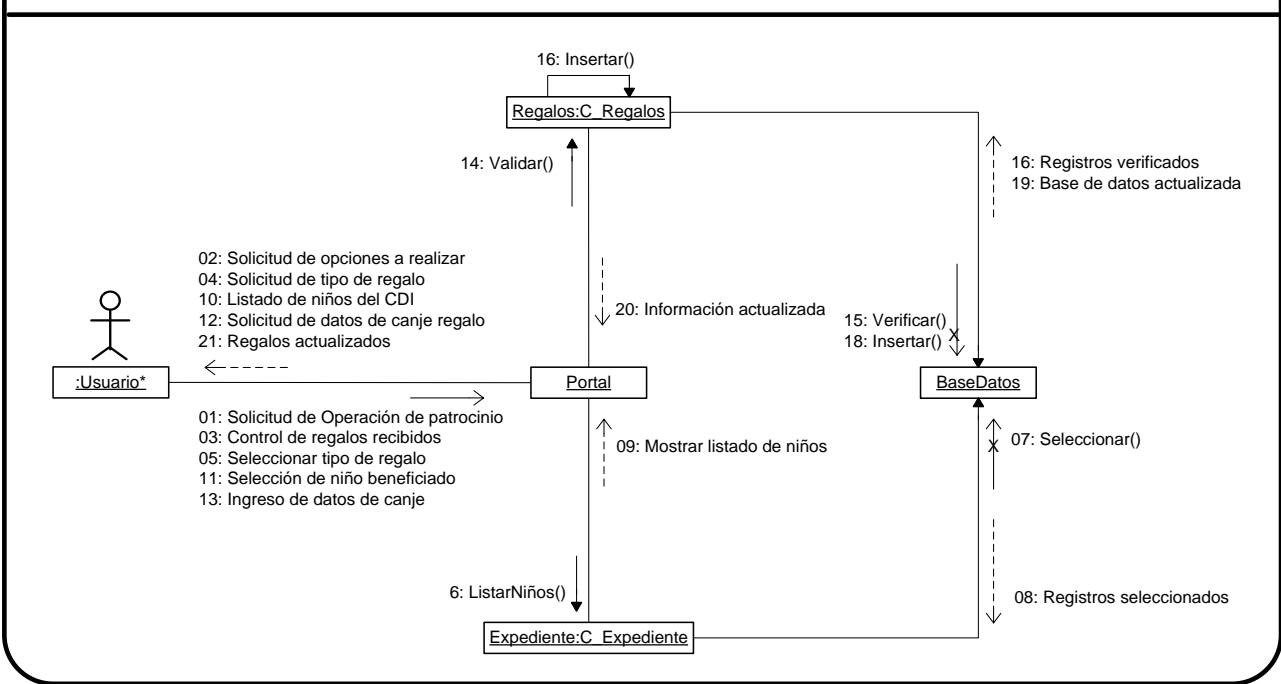 16: Insertar()
Regalos:C_Regalos
14: Validar()
16: Registros verificados
19: Base de datos actualizada
02: Solicitud de opciones a realizar
04: Solicitud de tipo de regalo
10: Listado de niños del CDI
12: Solicitud de datos de canje regalo
21: Regalos actualizados
20: Información actualizada
15: Verificar()
18: Insertar()
X
:Usuario*
Portal
BaseDatos
01: Solicitud de Operación de patrocinio
03: Control de regalos recibidos
05: Seleccionar tipo de regalo
11: Selección de niño beneficiado
13: Ingreso de datos de canje
09: Mostrar listado de niños
X
07: Seleccionar()
6: ListarNiños()
08: Registros seleccionados
Expediente:C_Expediente